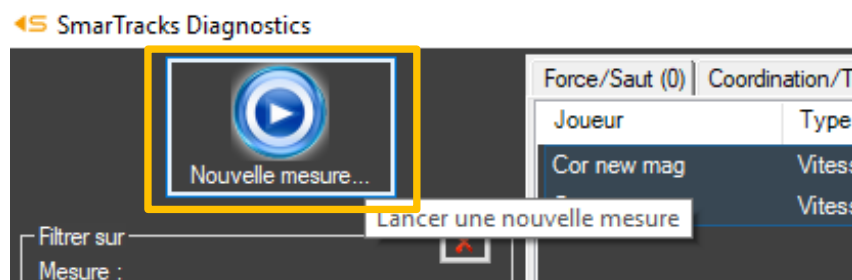 SmarTracks Diagnostics
Force/Saut (0) Coordination/T
Joueur Type
Nouvelle mesure...
Cor new mag Vitess
Lancer une nouvelle mesure Vitess
Filtrer sur
Mesure :